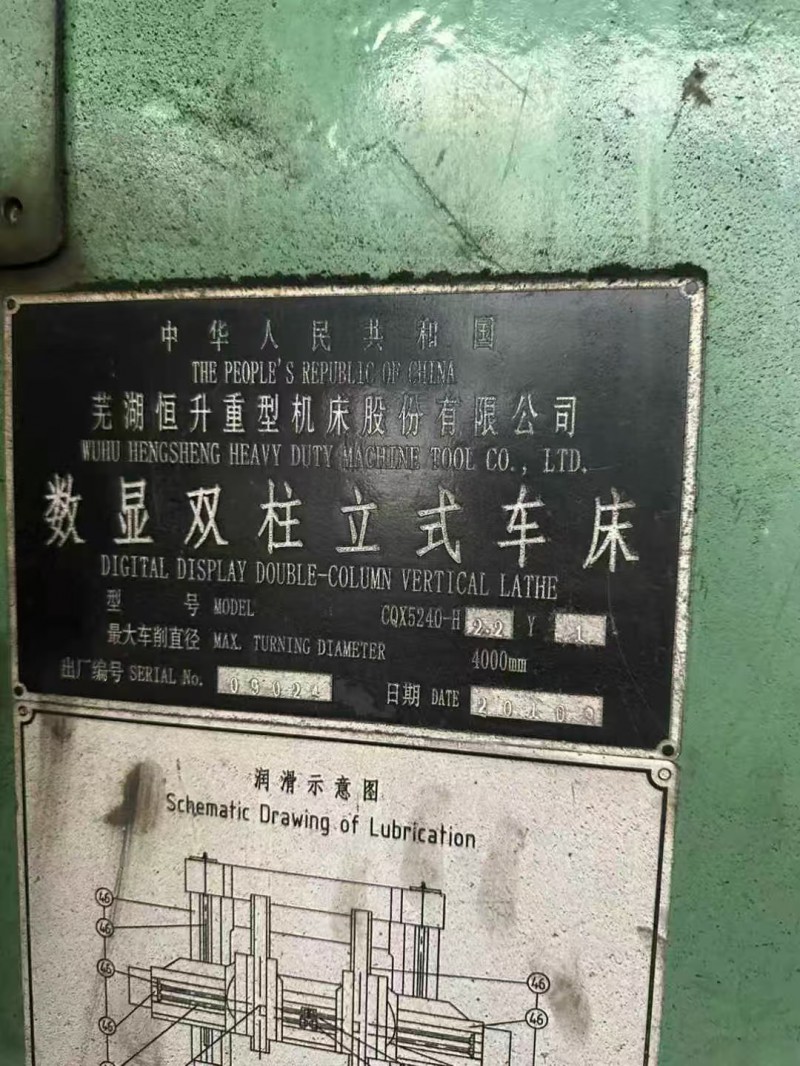 中华人民共和国
THE PEOPLE'S REPUBLIC OF CHINA
芜湖恒升重型机床股份有限公司
WUHU HENGSHENG HEAVY DUTY MACHINE TOOL CO., LTD.
数显双柱立式车床
DIGITAL DISPLAY DOUBLE-COLUMN VERTICAL LATHE
型 号 MODEL CQX5240-H 22 Y 1
最大车削直径 MAX. TURNING DIAMETER 4000mm
出厂编号 SERIAL No. 09024 日期 DATE 20109
润滑示意图
Schematic Drawing of Lubrication
46
46
46
46
46
46